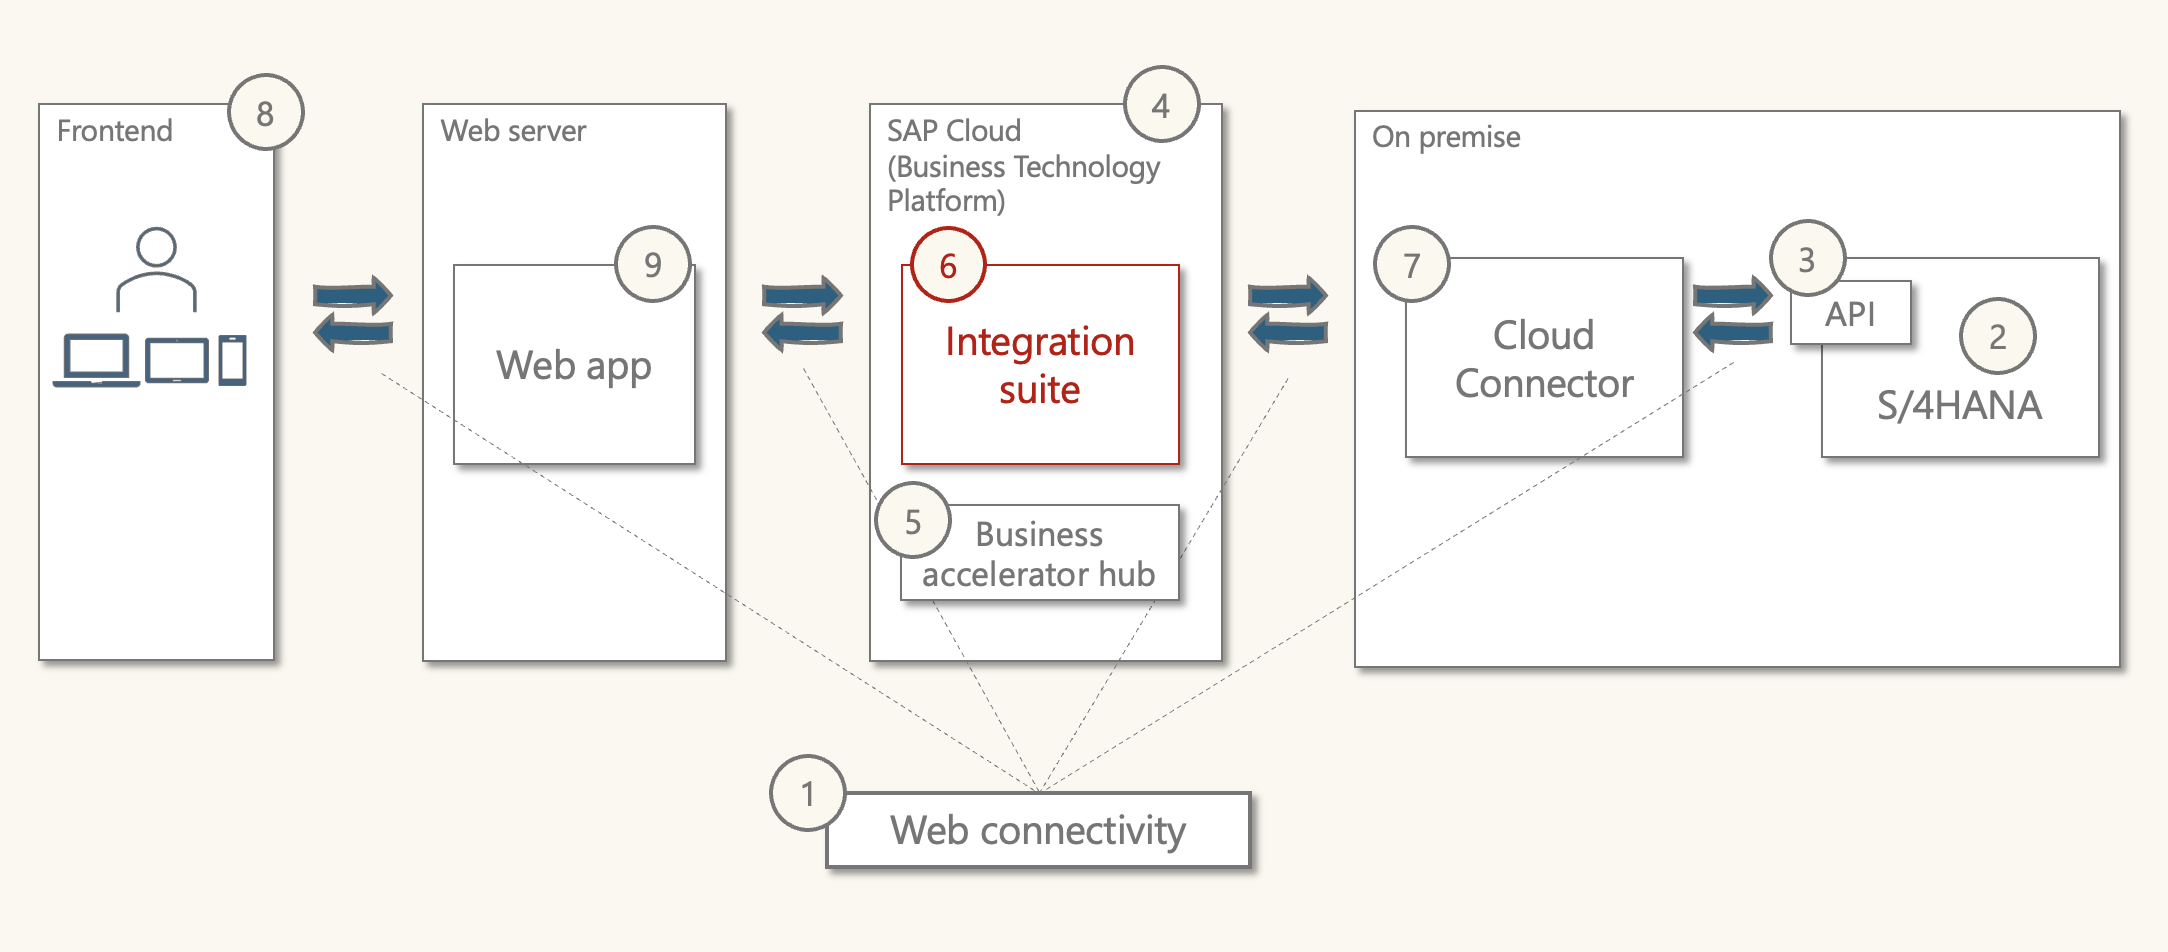 8
Frontend
Web server
9
Web app
4
SAP Cloud
(Business Technology
Platform)
6
Integration
suite
5
Business
accelerator hub
On premise
7
Cloud
Connector
3
API
2
S/4HANA
1
Web connectivity